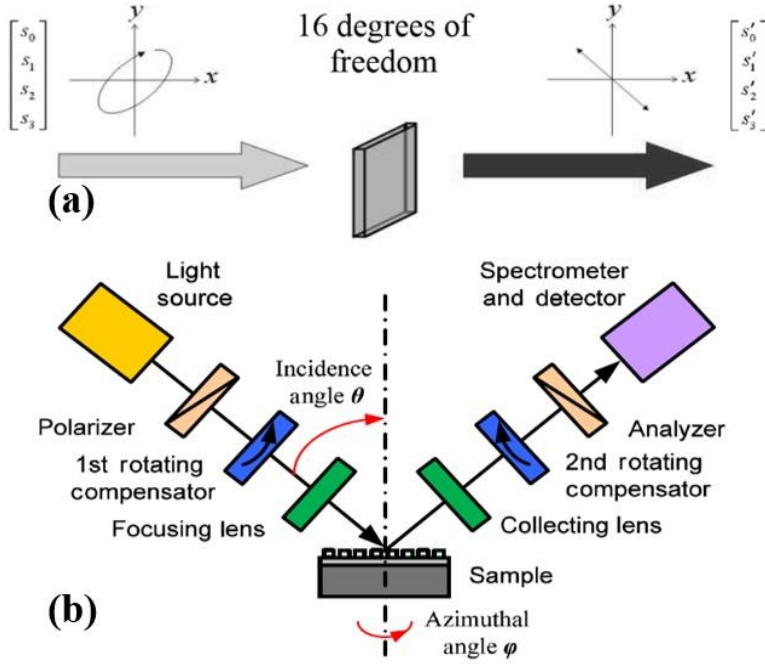 y
x
s0
s1
s2
s3
16 degrees of
freedom
y
x
s′0
s′1
s′2
s′3
(a)
Light
source
Spectrometer
and detector
Incidence
angle θ
Polarizer
1st rotating
compensator
Focusing lens
Analyzer
2nd rotating
compensator
Collecting lens
Sample
(b)
Azimuthal
angle φ